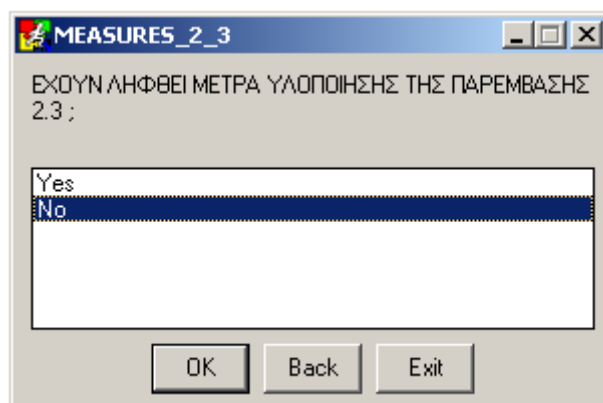 MEASURES_2_3
ΕΧΟΥΝ ΛΗΦΘΕΙ ΜΕΤΡΑ ΥΛΟΠΟΙΗΣΗΣ ΤΗΣ ΠΑΡΕΜΒΑΣΗΣ
2.3 ;
Yes
No
OK Back Exit